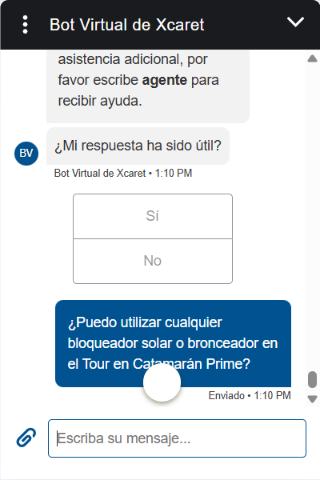 Bot Virtual de Xcaret
asistencia adicional, por
favor escribe agente para
recibir ayuda.
BV
¿Mi respuesta ha sido útil?
Bot Virtual de Xcaret • 1:10 PM
Sí
No
¿Puedo utilizar cualquier
bloqueador solar o bronceador en
el Tour en Catamarán Prime?
Enviado • 1:10 PM
Escriba su mensaje...